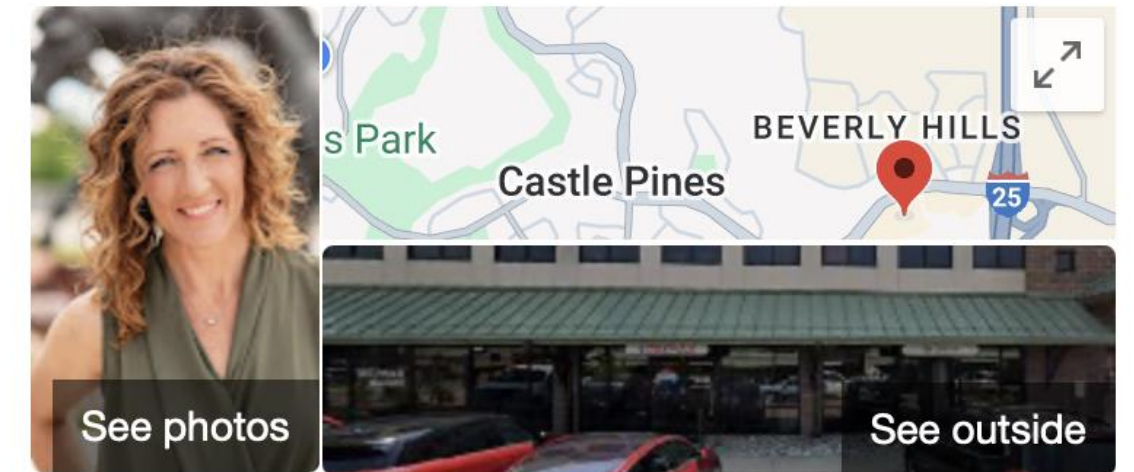 See photos
s Park
BEVERLY HILLS
Castle Pines
25
See outside